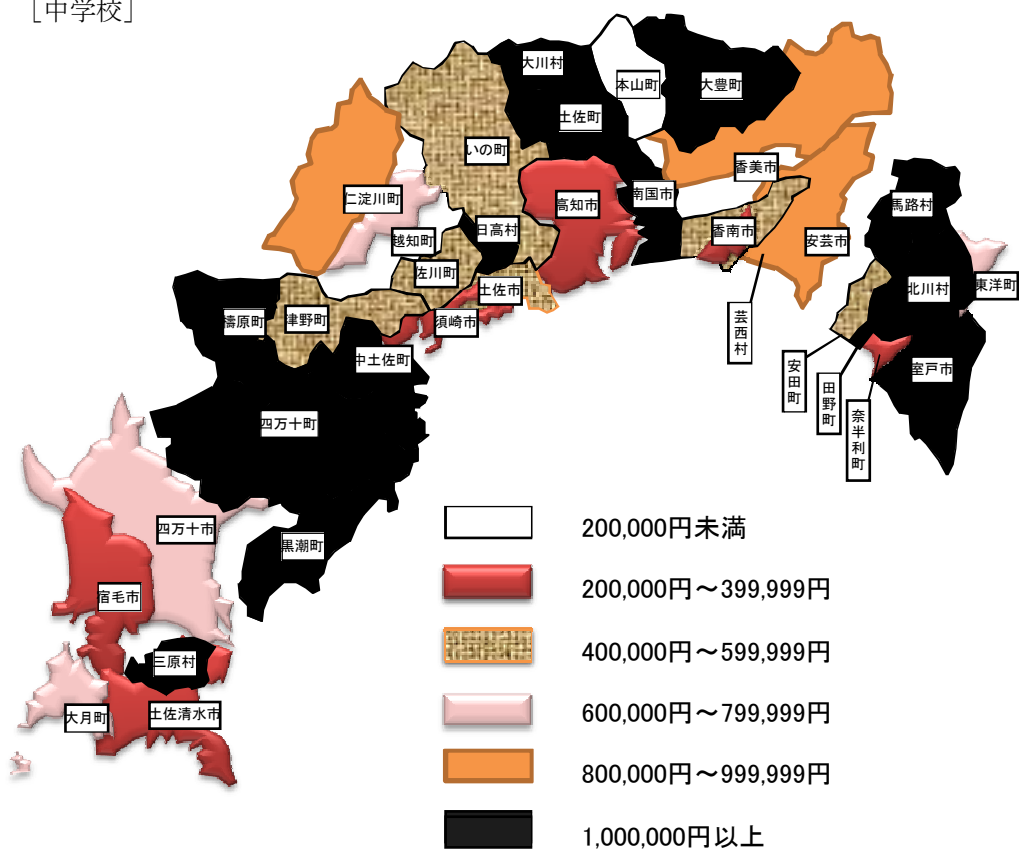 ［中学校］
大川村
本山町
大豊町
土佐町
いの町
香美市
仁淀川町
高知市
南国市
馬路村
越知町
日高村
香南市
安芸市
佐川町
土佐市
北川村
東洋町
檮原町
津野町
須崎市
芸西村
中土佐町
安田町
田野町
奈半利町
室戸市
四万十町
四万十市
黒潮町
宿毛市
三原村
大月町
土佐清水市
200,000円未満
200,000円～399,999円
400,000円～599,999円
600,000円～799,999円
800,000円～999,999円
1,000,000円以上